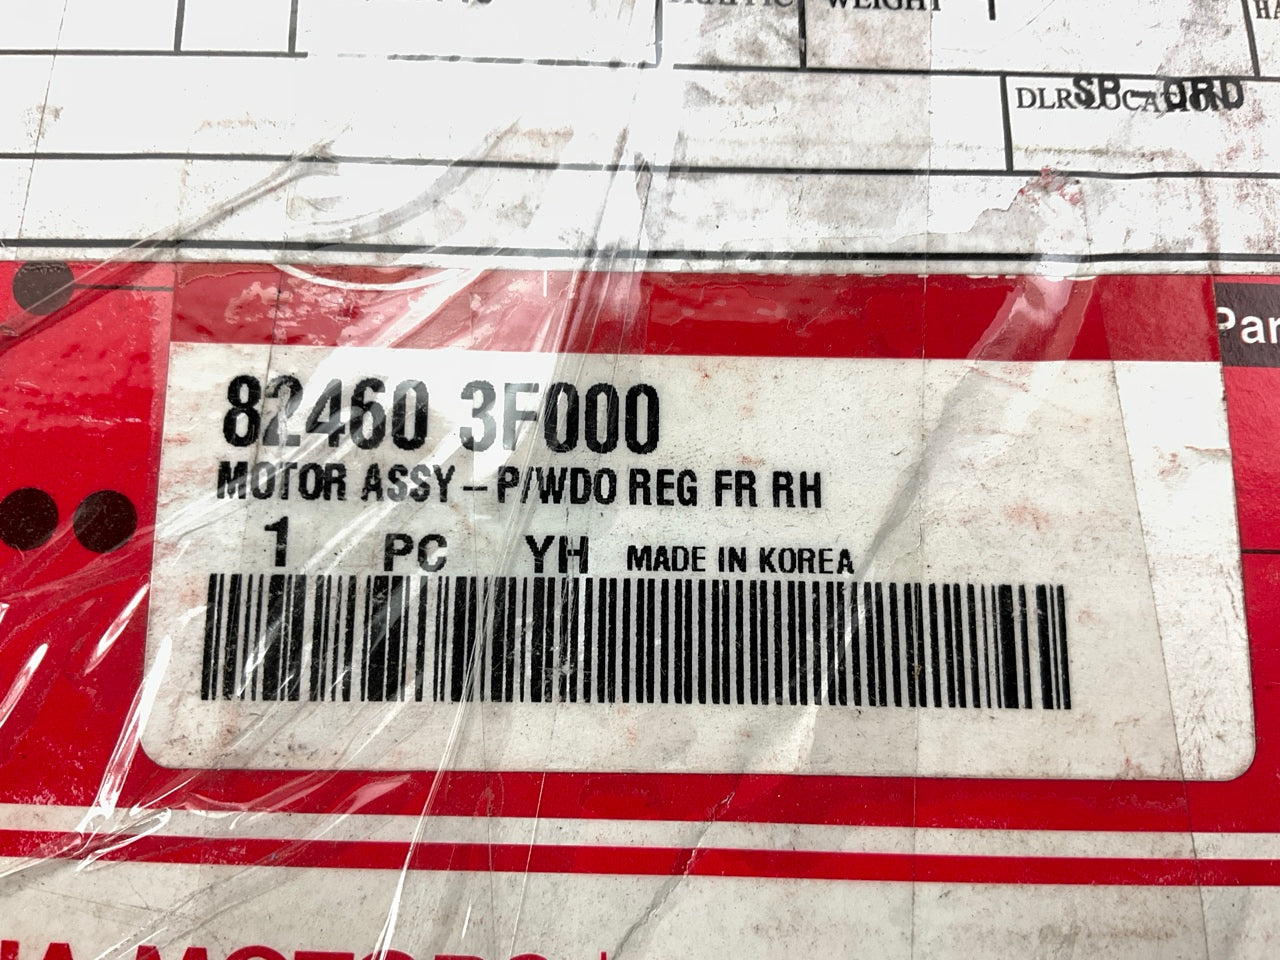 WEIGHT
DLR LOCATION
SP-ORD
82460 3F000
MOTOR ASSY-P/WDO REG FR RH
1 PC YH MADE IN KOREA
MOTORS